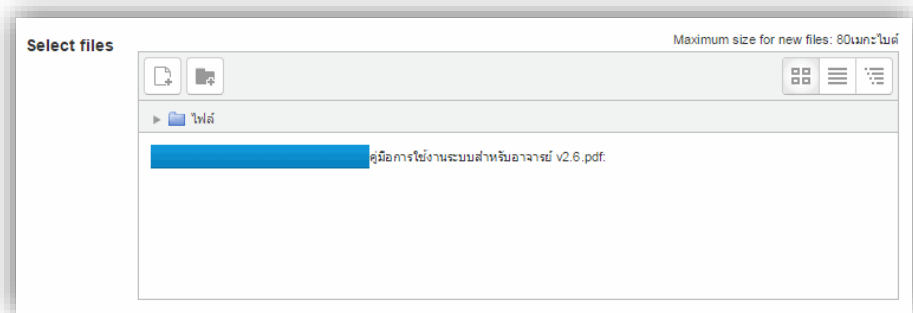 Maximum size for new files: 80เมกะไบต์
Select files
ไฟล์
คู่มือการใช้งานระบบสำหรับอาจารย์ v2.6.pdf: